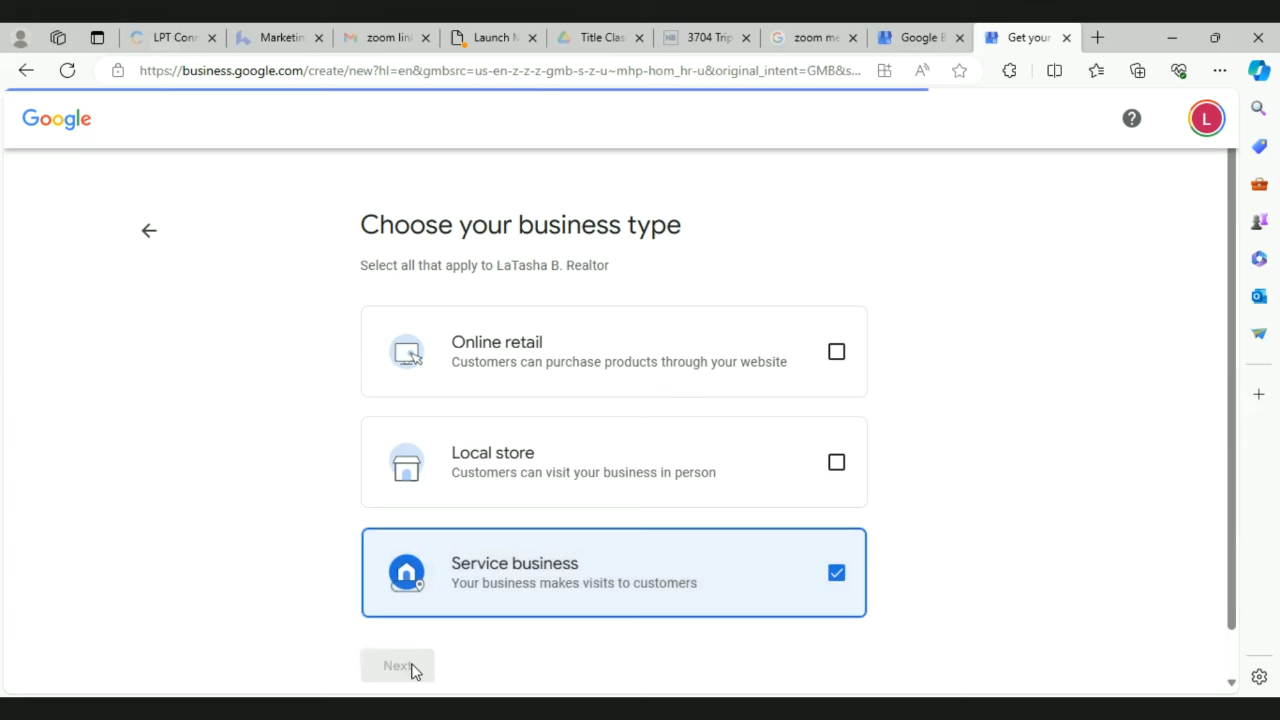 LPT Conn
Marketin
zoom lin
Launch M
Title Clas
3704 Trip
zoom me
Google B
Get your
https://business.google.com/create/new?hl=en&gmbsrc=us-en-z-z-z-gmb-s-z-u~mhp-hom_hr-u&original_intent=GMB&s...
Google
L
Choose your business type
Select all that apply to LaTasha B. Realtor
Online retail
Customers can purchase products through your website
Local store
Customers can visit your business in person
Service business
Your business makes visits to customers
Next